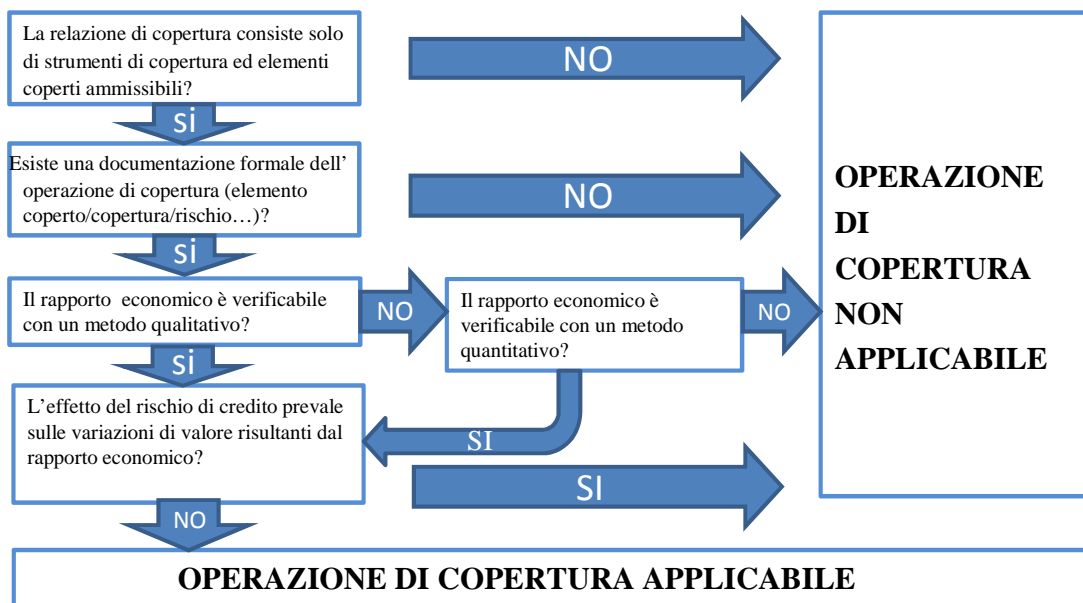 La relazione di copertura consiste solo
di strumenti di copertura ed elementi
coperti ammissibili?
NO
si
Esiste una documentazione formale dell’
operazione di copertura (elemento
coperto/copertura/rischio…)?
NO
si
Il rapporto economico è verificabile
con un metodo qualitativo?
NO
Il rapporto economico è
verificabile con un metodo
quantitativo?
NO
si
L’effetto del rischio di credito prevale
sulle variazioni di valore risultanti dal
rapporto economico?
SI
SI
NO
OPERAZIONE
DI
COPERTURA
NON
APPLICABILE
OPERAZIONE DI COPERTURA APPLICABILE